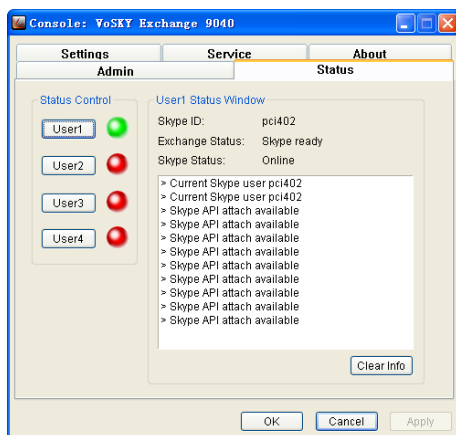 Console: VoSKY Exchange 9040
Settings
Service
About
Admin
Status
Status Control
User1
User2
User3
User4
User1 Status Window
Skype ID: pci402
Exchange Status: Skype ready
Skype Status: Online
> Current Skype user pci402
> Current Skype user pci402
> Skype API attach available
> Skype API attach available
> Skype API attach available
> Skype API attach available
> Skype API attach available
> Skype API attach available
> Skype API attach available
> Skype API attach available
> Skype API attach available
Clear Info
OK
Cancel
Apply